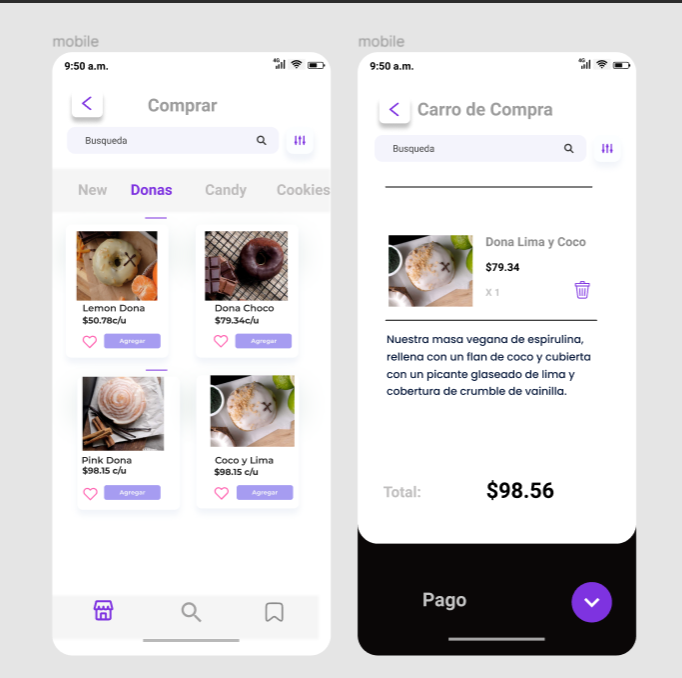 mobile
9:50 a.m.
4G
Comprar
Busqueda
New Donas Candy Cookies
Lemon Dona
$50.78c/u
Agregar
Dona Choco
$79.34c/u
Agregar
Pink Dona
$98.15 c/u
Agregar
Coco y Lima
$98.15 c/u
Agregar
mobile
9:50 a.m.
4G
Carro de Compra
Busqueda
Dona Lima y Coco
$79.34
X 1
Nuestra masa vegana de espirulina,
rellena con un flan de coco y cubierta
con un picante glaseado de lima y
cobertura de crumble de vainilla.
Total: $98.56
Pago